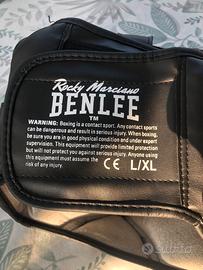 Rocky Marciano
BENLEE
TM
WARNING: Boxing is a contact sport. Any contact sports
can be dangerous and result in serious injury. When boxing,
be sure you are in good physical condition and under expert
supervision. This equipment will provide limited protection
but will not protect you against serious injury. Anyone using
this equipment must assume the
risk of any injury.
CE L/XL
subito